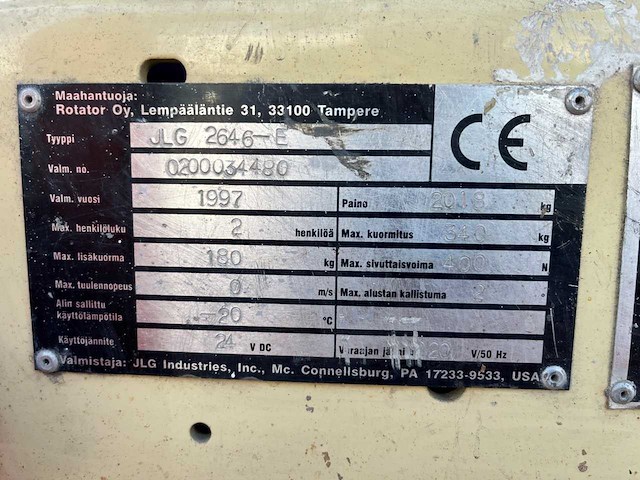 Maahantuoja:
Rotator Oy, Lempääläntie 31, 33100 Tampere
Tyyppi JLG 2646-E
CE
Valm. no. 0200034480
Valm. vuosi 1997 Paino kg
Max. henkilöluku 2 henkilöä Max. kuormitus kg
Max. lisäkuorma 180 kg Max. sivuttaisvoima 400 N
Max. tuulennopeus 0 m/s Max. alustan kallistuma
Alin sallittu
käyttölämpötila -20 °C
Käyttöjännite 24 V DC Varaajan V/50 Hz
Valmistaja: JLG Industries, Inc., Mc. Connellsburg, PA 17233-9533, USA